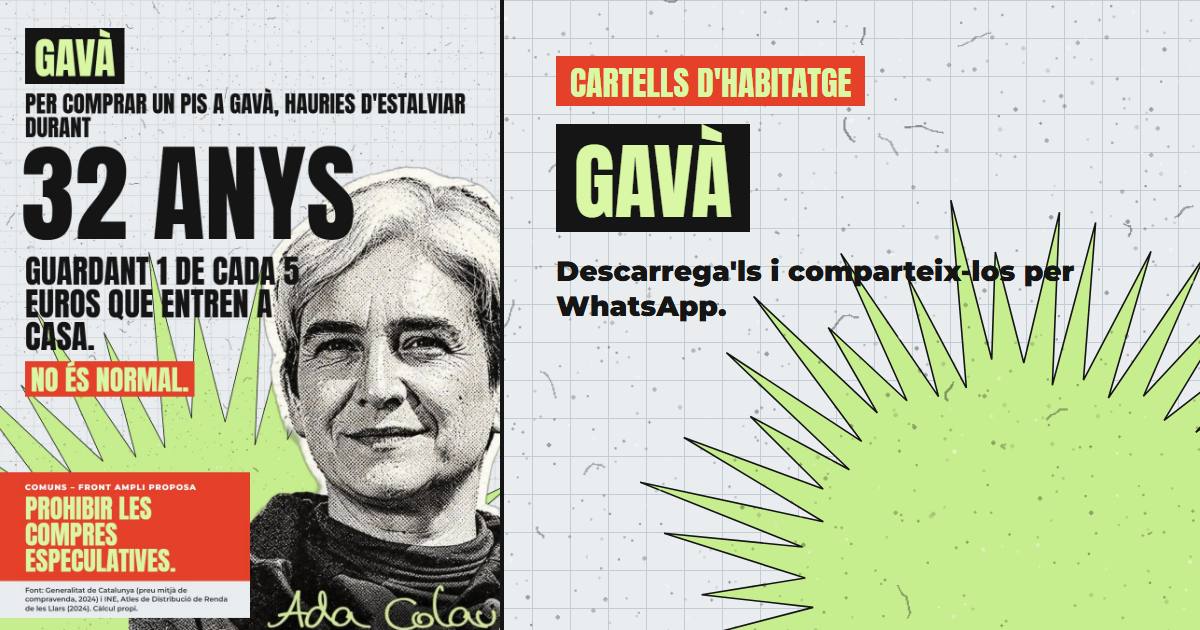 GAVÀ
PER COMPRAR UN PIS A GAVÀ, HAURIES D'ESTALVIAR
DURANT
32 ANYS
GUARDANT 1 DE CADA 5
EUROS QUE ENTREN A
CASA.
NO ÉS NORMAL.
COMUNS – FRONT AMPLI PROPOSA
PROHIBIR LES
COMPRES
ESPECULATIVES.
Font: Generalitat de Catalunya (preu mitjà de
compravenda, 2024) i INE, Atles de Distribució de Renda
de les Llars (2024). Càlcul propi.
Ada Colau
CARTELLS D'HABITATGE
GAVÀ
Descarrega'ls i comparteix-los per
WhatsApp.